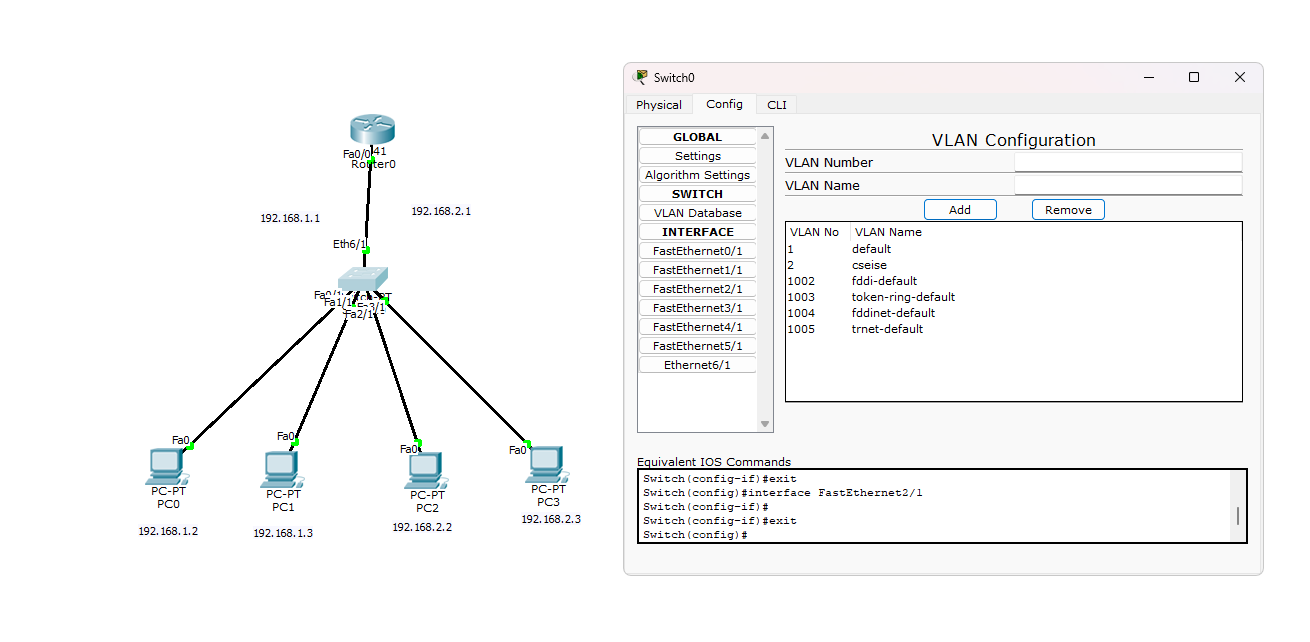 Fa0/0
41
Router0
192.168.1.1
192.168.2.1
Eth6/1
Fa0/1
Fa1/1
Fa3/1
Fa2/1
Fa0
Fa0
Fa0
Fa0
PC-PT
PC0
PC-PT
PC1
PC-PT
PC2
PC-PT
PC3
192.168.1.2
192.168.1.3
192.168.2.2
192.168.2.3
Switch0
Physical
Config
CLI
GLOBAL
Settings
Algorithm Settings
SWITCH
VLAN Database
INTERFACE
FastEthernet0/1
FastEthernet1/1
FastEthernet2/1
FastEthernet3/1
FastEthernet4/1
FastEthernet5/1
Ethernet6/1
VLAN Configuration
VLAN Number
VLAN Name
Add
Remove
VLAN No VLAN Name
1 default
2 cseise
1002 fddi-default
1003 token-ring-default
1004 fddinet-default
1005 trnet-default
Equivalent IOS Commands
Switch(config-if)#exit
Switch(config)#interface FastEthernet2/1
Switch(config-if)#
Switch(config-if)#exit
Switch(config)#